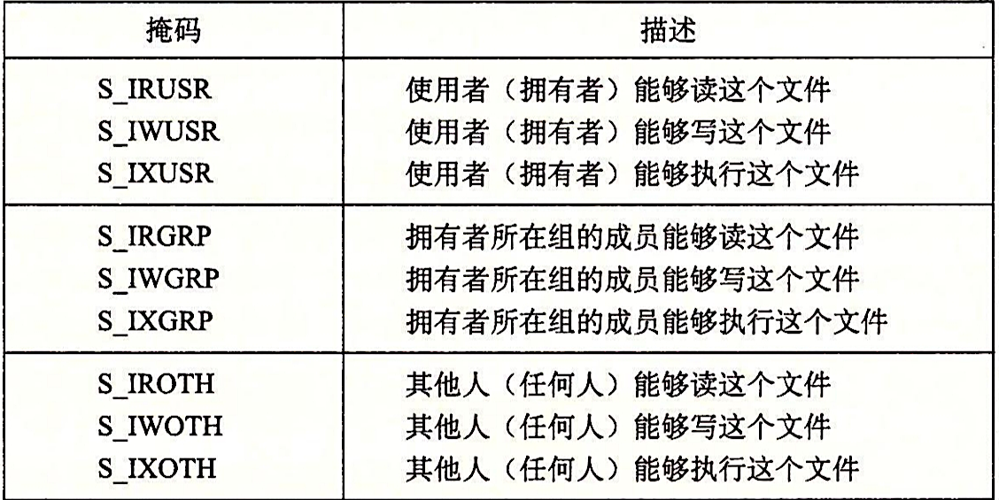 掩码 描述
S_IRUSR 使用者（拥有者）能够读这个文件
S_IWUSR 使用者（拥有者）能够写这个文件
S_IXUSR 使用者（拥有者）能够执行这个文件
S_IRGRP 拥有者所在组的成员能够读这个文件
S_IWGRP 拥有者所在组的成员能够写这个文件
S_IXGRP 拥有者所在组的成员能够执行这个文件
S_IROTH 其他人（任何人）能够读这个文件
S_IWOTH 其他人（任何人）能够写这个文件
S_IXOTH 其他人（任何人）能够执行这个文件